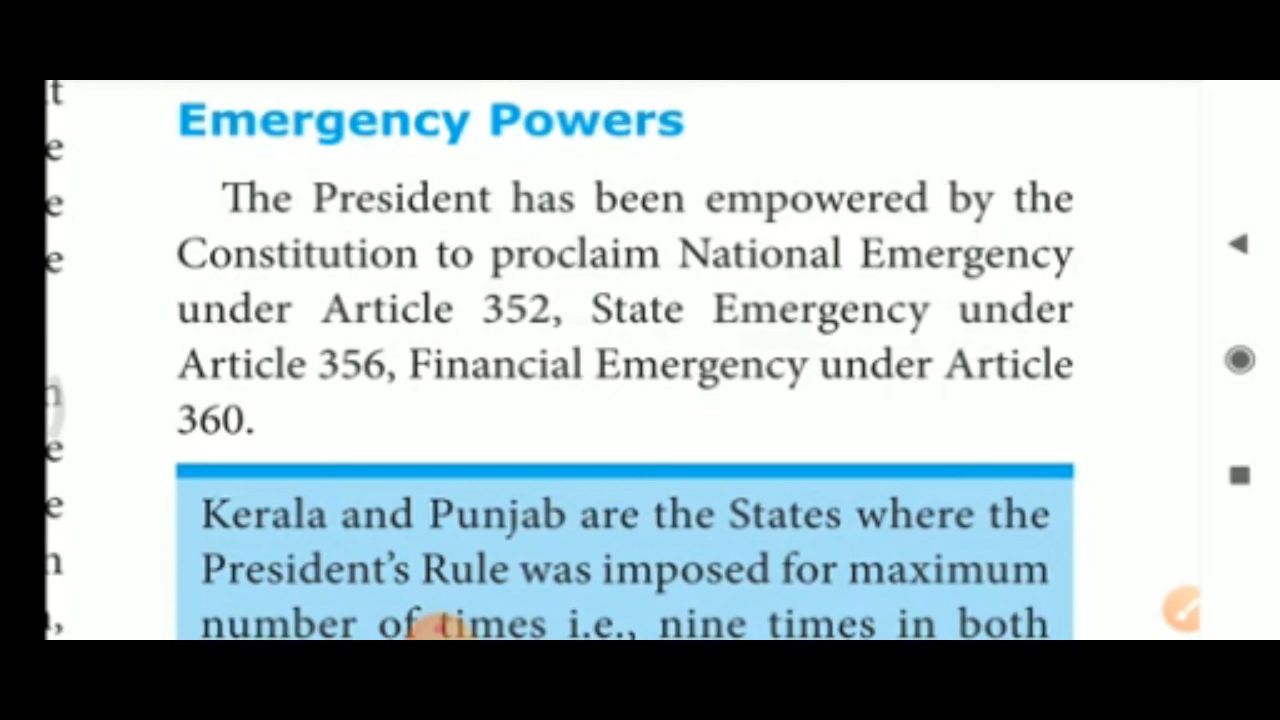 Emergency Powers
The President has been empowered by the
Constitution to proclaim National Emergency
under Article 352, State Emergency under
Article 356, Financial Emergency under Article
360.
Kerala and Punjab are the States where the
President's Rule was imposed for maximum
number of times i.e., nine times in both